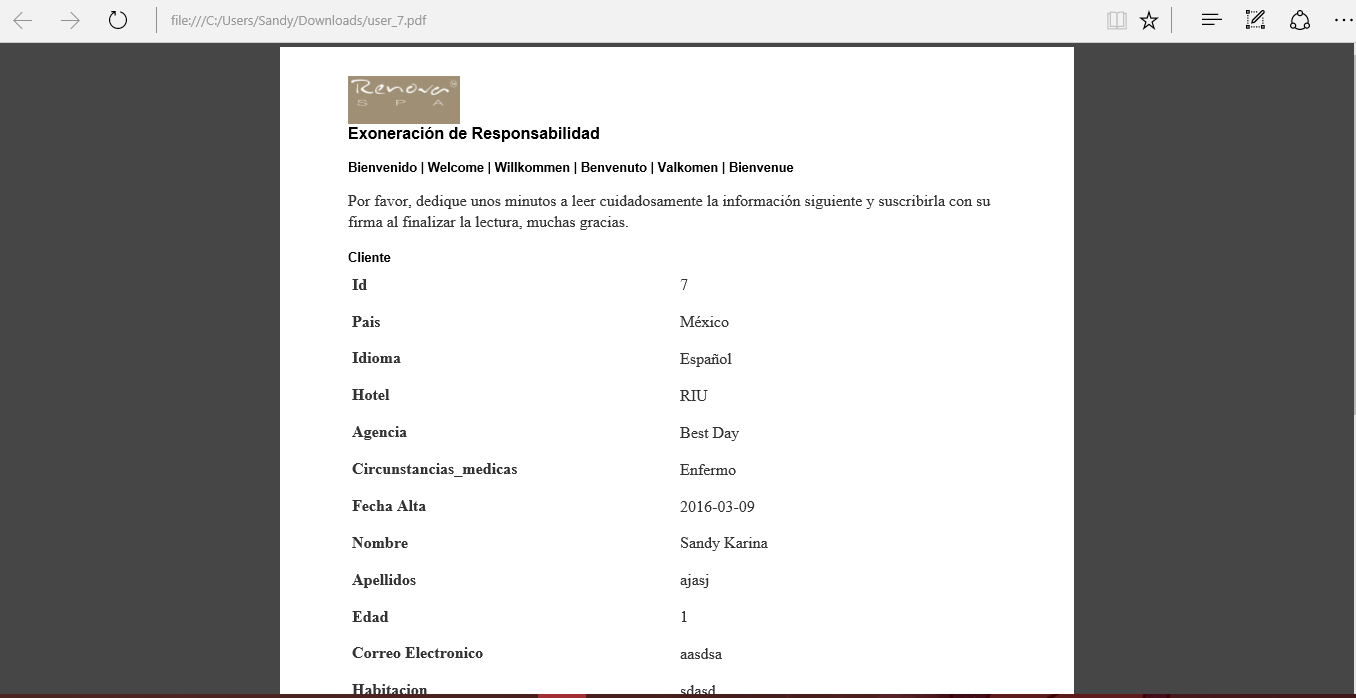 file:///C:/Users/Sandy/Downloads/user_7.pdf
Renova®
SPA
Exoneración de Responsabilidad
Bienvenido | Welcome | Willkommen | Benvenuto | Valkomen | Bienvenue
Por favor, dedique unos minutos a leer cuidadosamente la información siguiente y suscribirla con su
firma al finalizar la lectura, muchas gracias.
Cliente
Id 7
Pais México
Idioma Español
Hotel RIU
Agencia Best Day
Circunstancias_medicas Enfermo
Fecha Alta 2016-03-09
Nombre Sandy Karina
Apellidos ajasj
Edad 1
Correo Electronico aasdsa
Habitacion sdasd